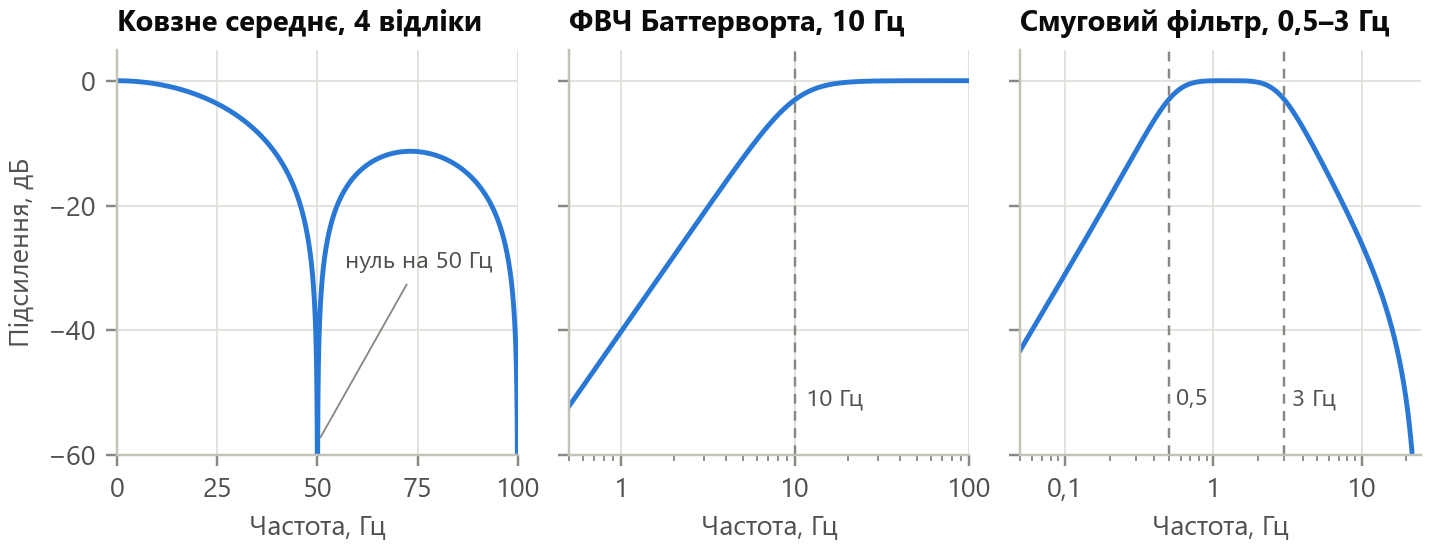 Ковзне середнє, 4 відліки
ФВЧ Баттерворта, 10 Гц
Смуговий фільтр, 0,5–3 Гц
Підсилення, дБ
0
−20
−40
−60
нуль на 50 Гц
0 25 50 75 100
Частота, Гц
10 Гц
1 10 100
Частота, Гц
0,5
3 Гц
0,1 1 10
Частота, Гц